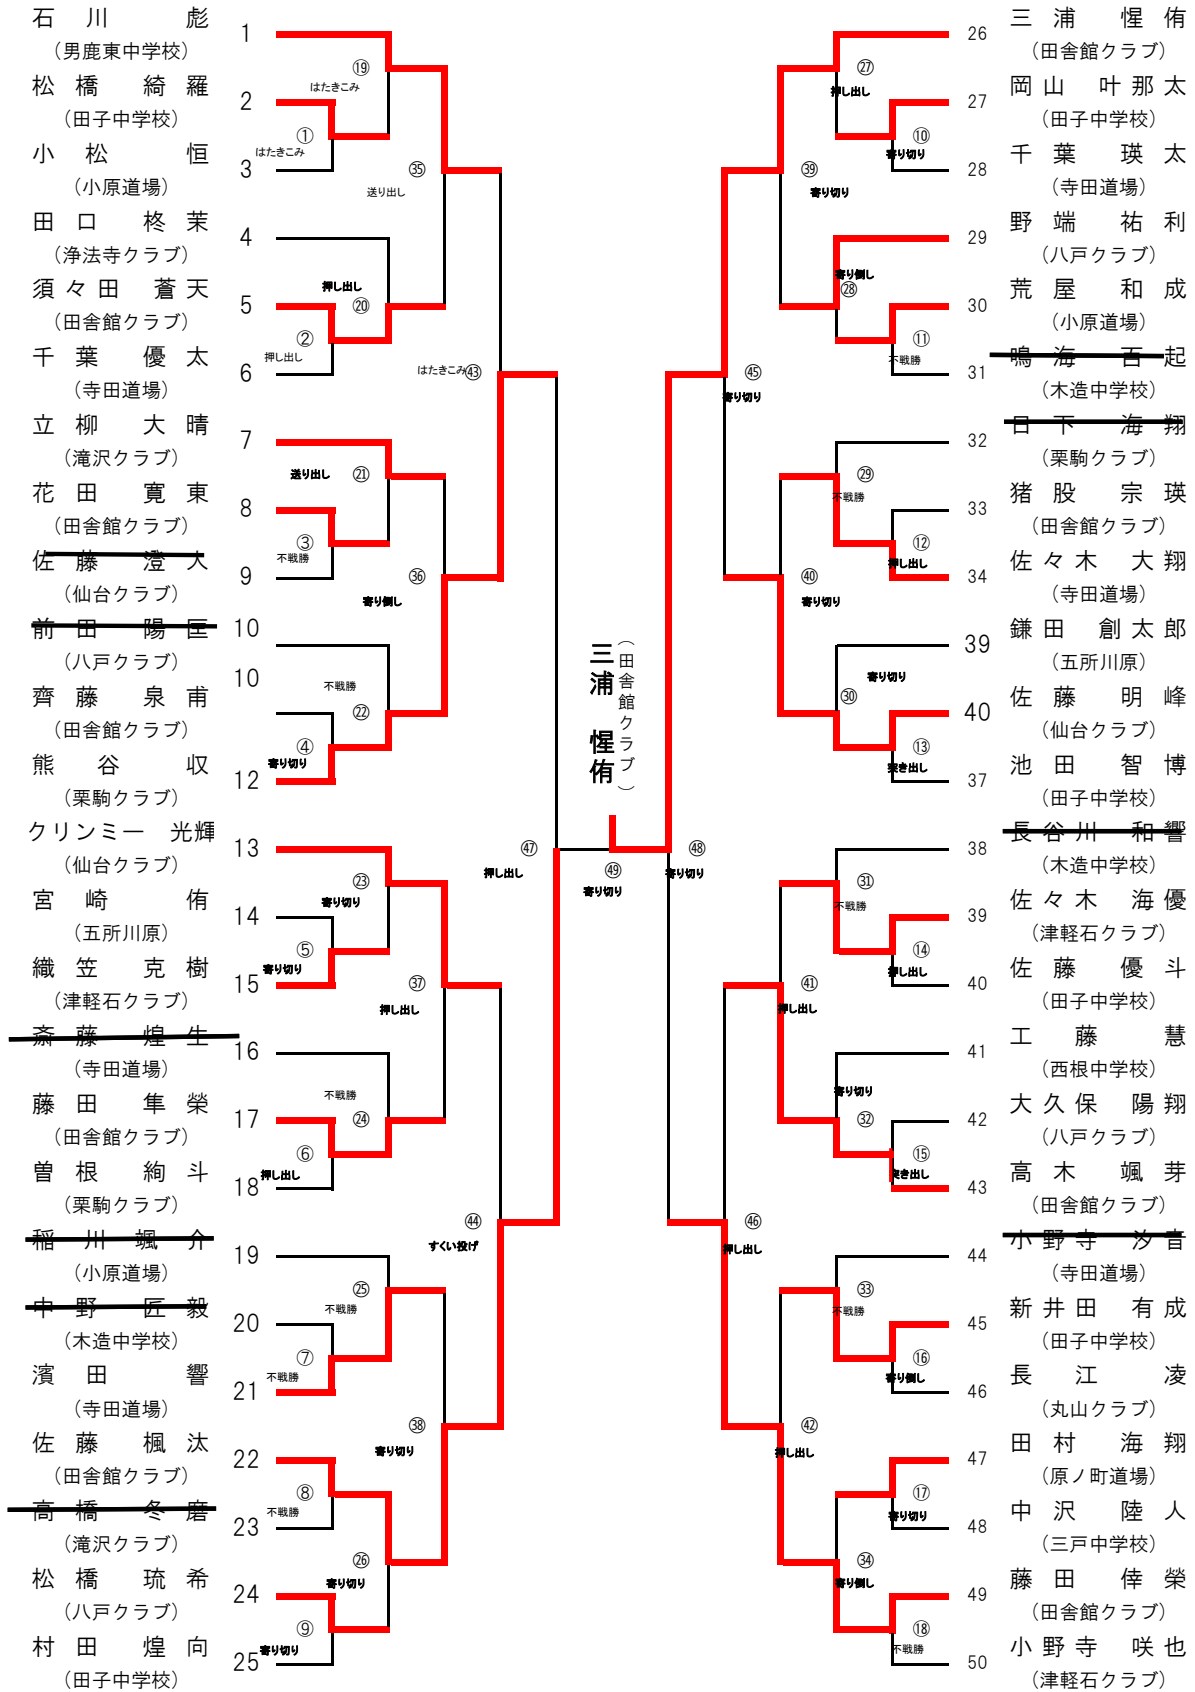 石川 彪
1
(男鹿東中学校)
松橋 綺羅
2
(田子中学校)
小松 恒
3
(小原道場)
田口 柊茉
4
(浄法寺クラブ)
須々田 蒼天
5
(田舎館クラブ)
千葉 優太
6
(寺田道場)
立柳 大晴
7
(滝沢クラブ)
花田 寛東
8
(田舎館クラブ)
佐藤 澄人
9
(仙台クラブ)
前田 陽匡
10
(八戸クラブ)
10
齊藤 泉甫
(田舎館クラブ)
熊谷 収
12
(栗駒クラブ)
クリンミー 光輝
13
(仙台クラブ)
宮崎 侑
14
(五所川原)
織笠 克樹
15
(津軽石クラブ)
斎藤 煌生
16
(寺田道場)
藤田 隼榮
17
(田舎館クラブ)
曽根 絢斗
18
(栗駒クラブ)
稲川 颯介
19
(小原道場)
中野 匠毅
20
(木造中学校)
濱田 響
21
(寺田道場)
佐藤 楓汰
22
(田舎館クラブ)
高橋 冬磨
23
(滝沢クラブ)
松橋 琉希
24
(八戸クラブ)
村田 煌向
25
(田子中学校)
⑲
はたきこみ
①
はたきこみ
㉟
送り出し
押し出し
⑳
②
押し出し
はたきこみ
㊸
送り出し
㉑
③
不戦勝
㊱
寄り倒し
不戦勝
㉒
④
寄り切り
㊼
押し出し
㉓
寄り切り
⑤
寄り切り
㊲
押し出し
不戦勝
㉔
⑥
押し出し
㊹
すくい投げ
㉕
不戦勝
⑦
不戦勝
㊳
寄り切り
⑧
不戦勝
㉖
寄り切り
⑨
寄り切り
三浦 惺侑
(田舎館クラブ)
㊾
寄り切り
㉗
押し出し
⑩
寄り切り
㊴
寄り切り
寄り倒し
㉘
⑪
不戦勝
㊺
寄り切り
㉙
不戦勝
⑫
押し出し
㊵
寄り切り
寄り切り
㉚
⑬
突き出し
㊽
寄り切り
㉛
不戦勝
⑭
押し出し
㊶
押し出し
寄り切り
㉜
⑮
突き出し
㊻
押し出し
㉝
不戦勝
⑯
寄り倒し
㊷
押し出し
⑰
寄り切り
㉞
寄り倒し
⑱
不戦勝
三浦 惺侑
26
(田舎館クラブ)
岡山 叶那太
27
(田子中学校)
千葉 瑛太
28
(寺田道場)
野端 祐利
29
(八戸クラブ)
荒屋 和成
30
(小原道場)
鳴海 百起
31
(木造中学校)
日下 海翔
32
(栗駒クラブ)
猪股 宗瑛
33
(田舎館クラブ)
佐々木 大翔
34
(寺田道場)
鎌田 創太郎
39
(五所川原)
佐藤 明峰
40
(仙台クラブ)
池田 智博
37
(田子中学校)
長谷川 和響
38
(木造中学校)
佐々木 海優
39
(津軽石クラブ)
佐藤 優斗
40
(田子中学校)
工藤 慧
41
(西根中学校)
大久保 陽翔
42
(八戸クラブ)
高木 颯芽
43
(田舎館クラブ)
小野寺 汐音
44
(寺田道場)
新井田 有成
45
(田子中学校)
長江 凌
46
(丸山クラブ)
田村 海翔
47
(原ノ町道場)
中沢 陸人
48
(三戸中学校)
藤田 倖榮
49
(田舎館クラブ)
小野寺 咲也
50
(津軽石クラブ)